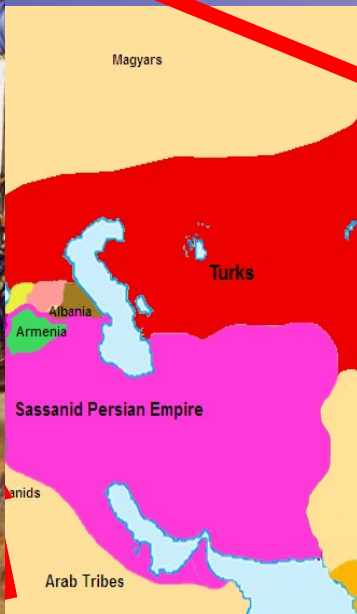 Magyars
Turks
Albania
Armenia
Sassanid Persian Empire
anids
Arab Tribes